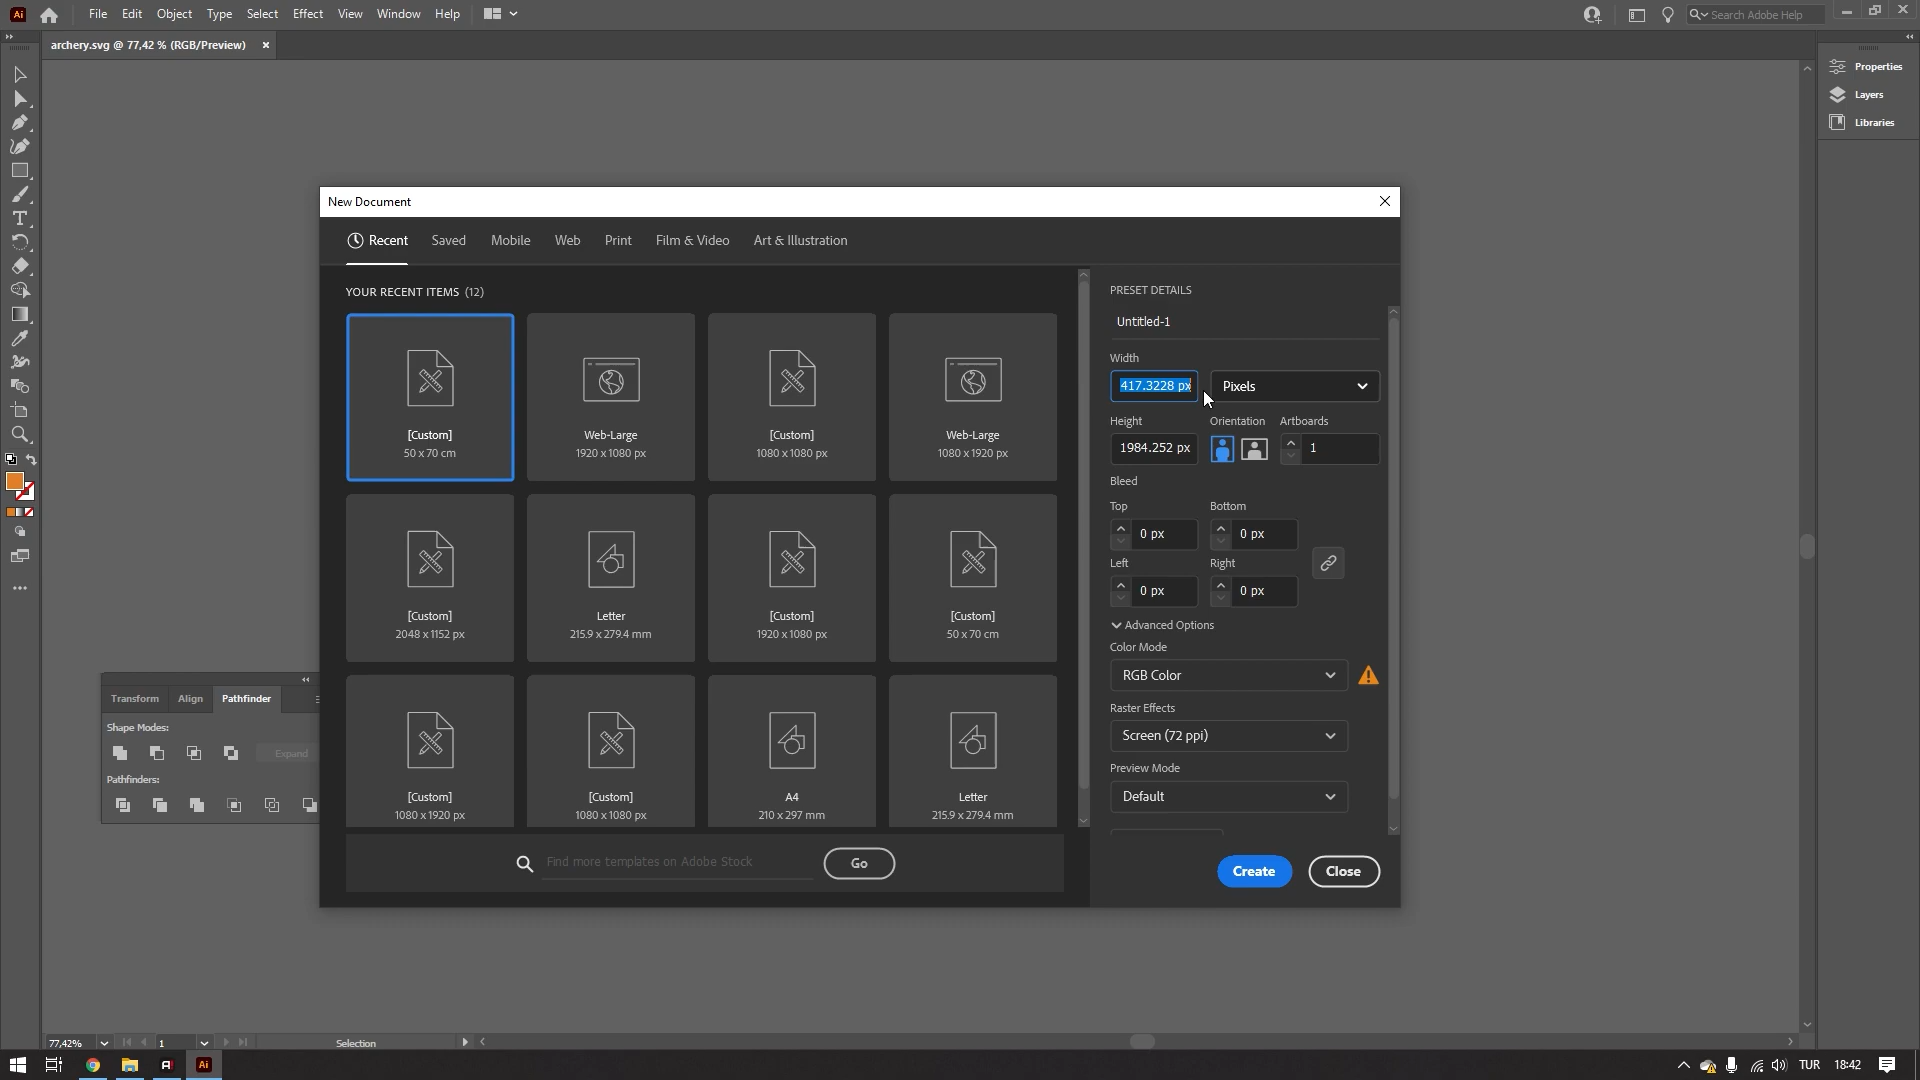 Ai File Edit Object Type Select Effect View Window Help Search Adobe Help
archery.svg @ 77,42 % (RGB/Preview)
Properties
Layers
Libraries
New Document
Recent Saved Mobile Web Print Film & Video Art & Illustration
YOUR RECENT ITEMS (12)
[Custom]
50 x 70 cm
Web-Large
1920 x 1080 px
[Custom]
1080 x 1080 px
Web-Large
1080 x 1920 px
[Custom]
2048 x 1152 px
Letter
215.9 x 279.4 mm
[Custom]
1920 x 1080 px
[Custom]
50 x 70 cm
[Custom]
1080 x 1920 px
[Custom]
1080 x 1080 px
A4
210 x 297 mm
Letter
215.9 x 279.4 mm
Find more templates on Adobe Stock Go
PRESET DETAILS
Untitled-1
Width
417.3228 px Pixels
Height Orientation Artboards
1984.252 px 1
Bleed
Top Bottom
0 px 0 px
Left Right
0 px 0 px
Advanced Options
Color Mode
RGB Color
Raster Effects
Screen (72 ppi)
Preview Mode
Default
Create Close
Transform Align Pathfinder
Shape Modes:
Expand
Pathfinders:
77,42% 1 Selection
Ai TUR 18:42